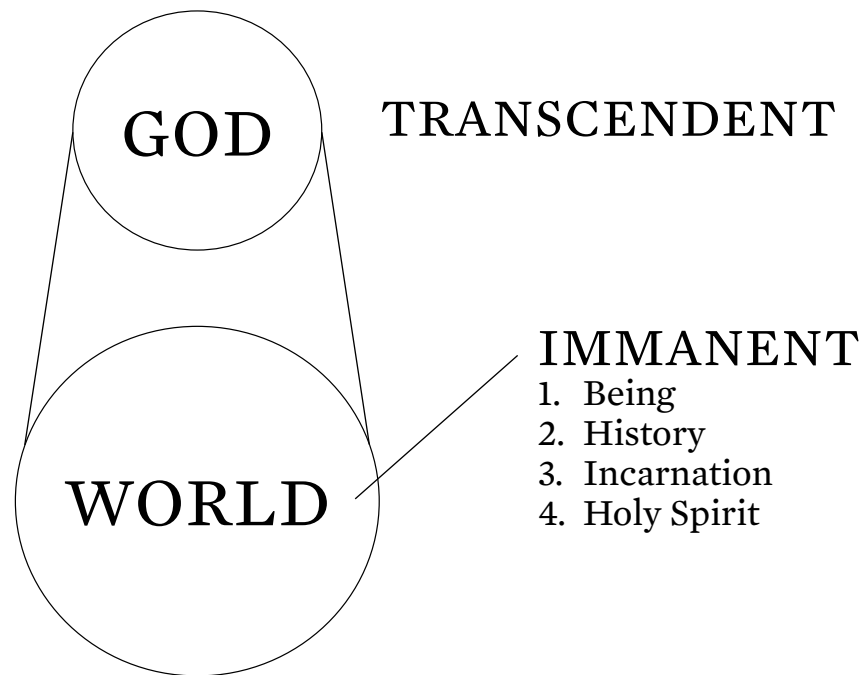 GOD
TRANSCENDENT
IMMANENT
1. Being
2. History
3. Incarnation
4. Holy Spirit
WORLD